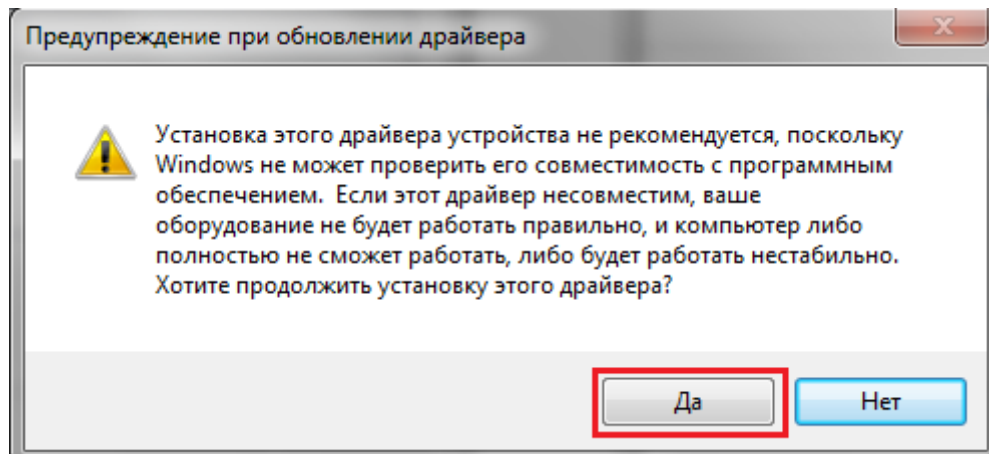 Предупреждение при обновлении драйвера
Установка этого драйвера устройства не рекомендуется, поскольку
Windows не может проверить его совместимость с программным
обеспечением.  Если этот драйвер несовместим, ваше
оборудование не будет работать правильно, и компьютер либо
полностью не сможет работать, либо будет работать нестабильно.
Хотите продолжить установку этого драйвера?
Да
Нет